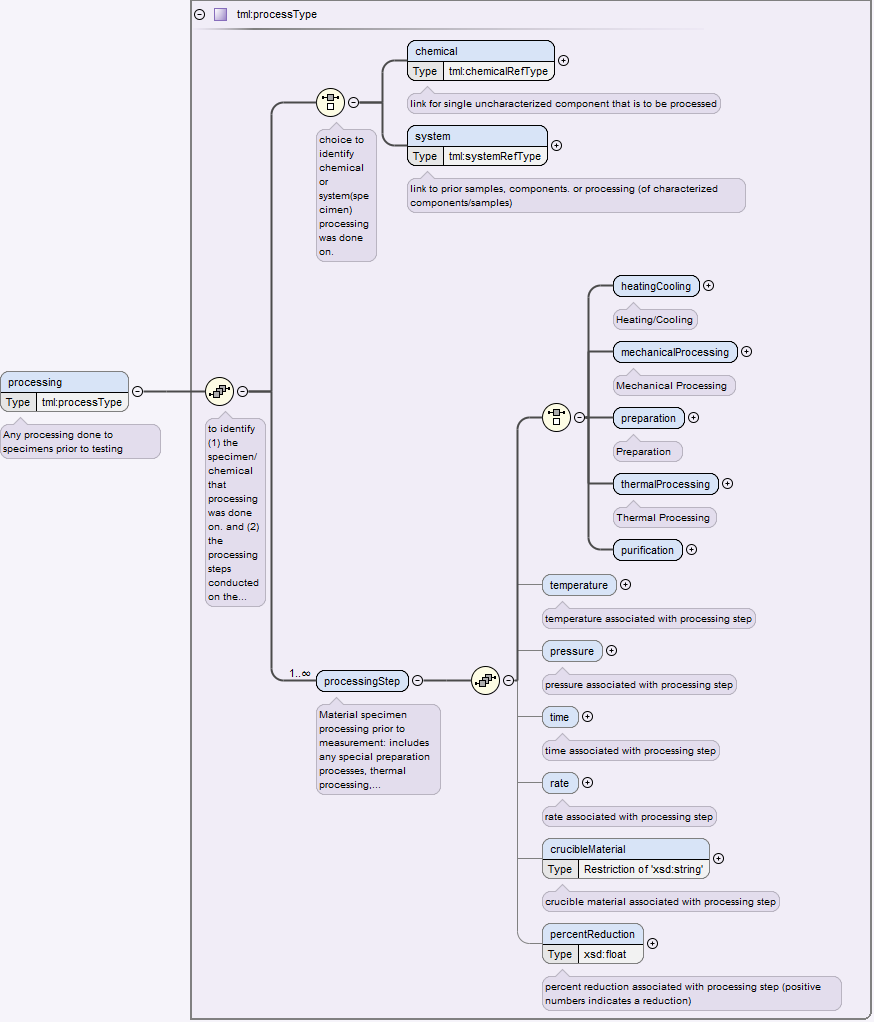 tml:processType
chemical
Type tml:chemicalRefType
link for single uncharacterized component that is to be processed
system
Type tml:systemRefType
link to prior samples, components. or processing (of characterized
components/samples)
choice to
identify
chemical
or
system(spe
cimen)
processing
was done
on.
processing
Type tml:processType
Any processing done to
specimens prior to testing
to identify
(1) the
specimen/
chemical
that
processing
was done
on. and (2)
the
processing
steps
conducted
on the...
heatingCooling
Heating/Cooling
mechanicalProcessing
Mechanical Processing
preparation
Preparation
thermalProcessing
Thermal Processing
purification
1..∞
processingStep
Material specimen
processing prior to
measurement: includes
any special preparation
processes, thermal
processing,...
temperature
temperature associated with processing step
pressure
pressure associated with processing step
time
time associated with processing step
rate
rate associated with processing step
crucibleMaterial
Type Restriction of 'xsd:string'
crucible material associated with processing step
percentReduction
Type xsd:float
percent reduction associated with processing step (positive
numbers indicates a reduction)